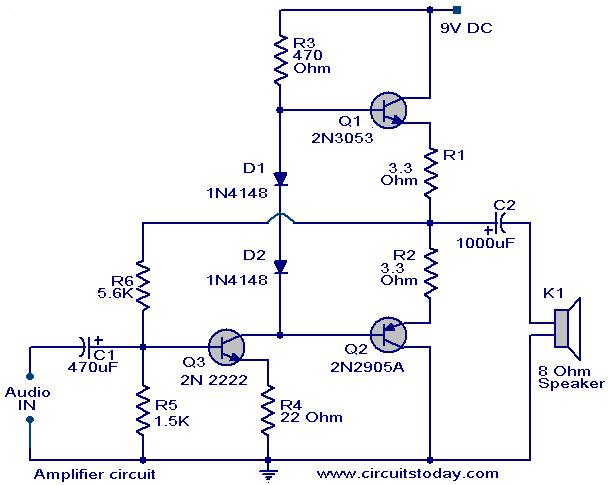 9V DC
R3
470
Ohm
Q1
2N3053
R1
3.3
Ohm
D1
1N4148
C2
+
1000uF
D2
1N4148
R2
3.3
Ohm
R6
5.6K
K1
+
C1
470uF
Q3
2N 2222
Q2
2N2905A
8 Ohm
Speaker
Audio
IN
R5
1.5K
R4
22 Ohm
Amplifier circuit
www.circuitstoday.com